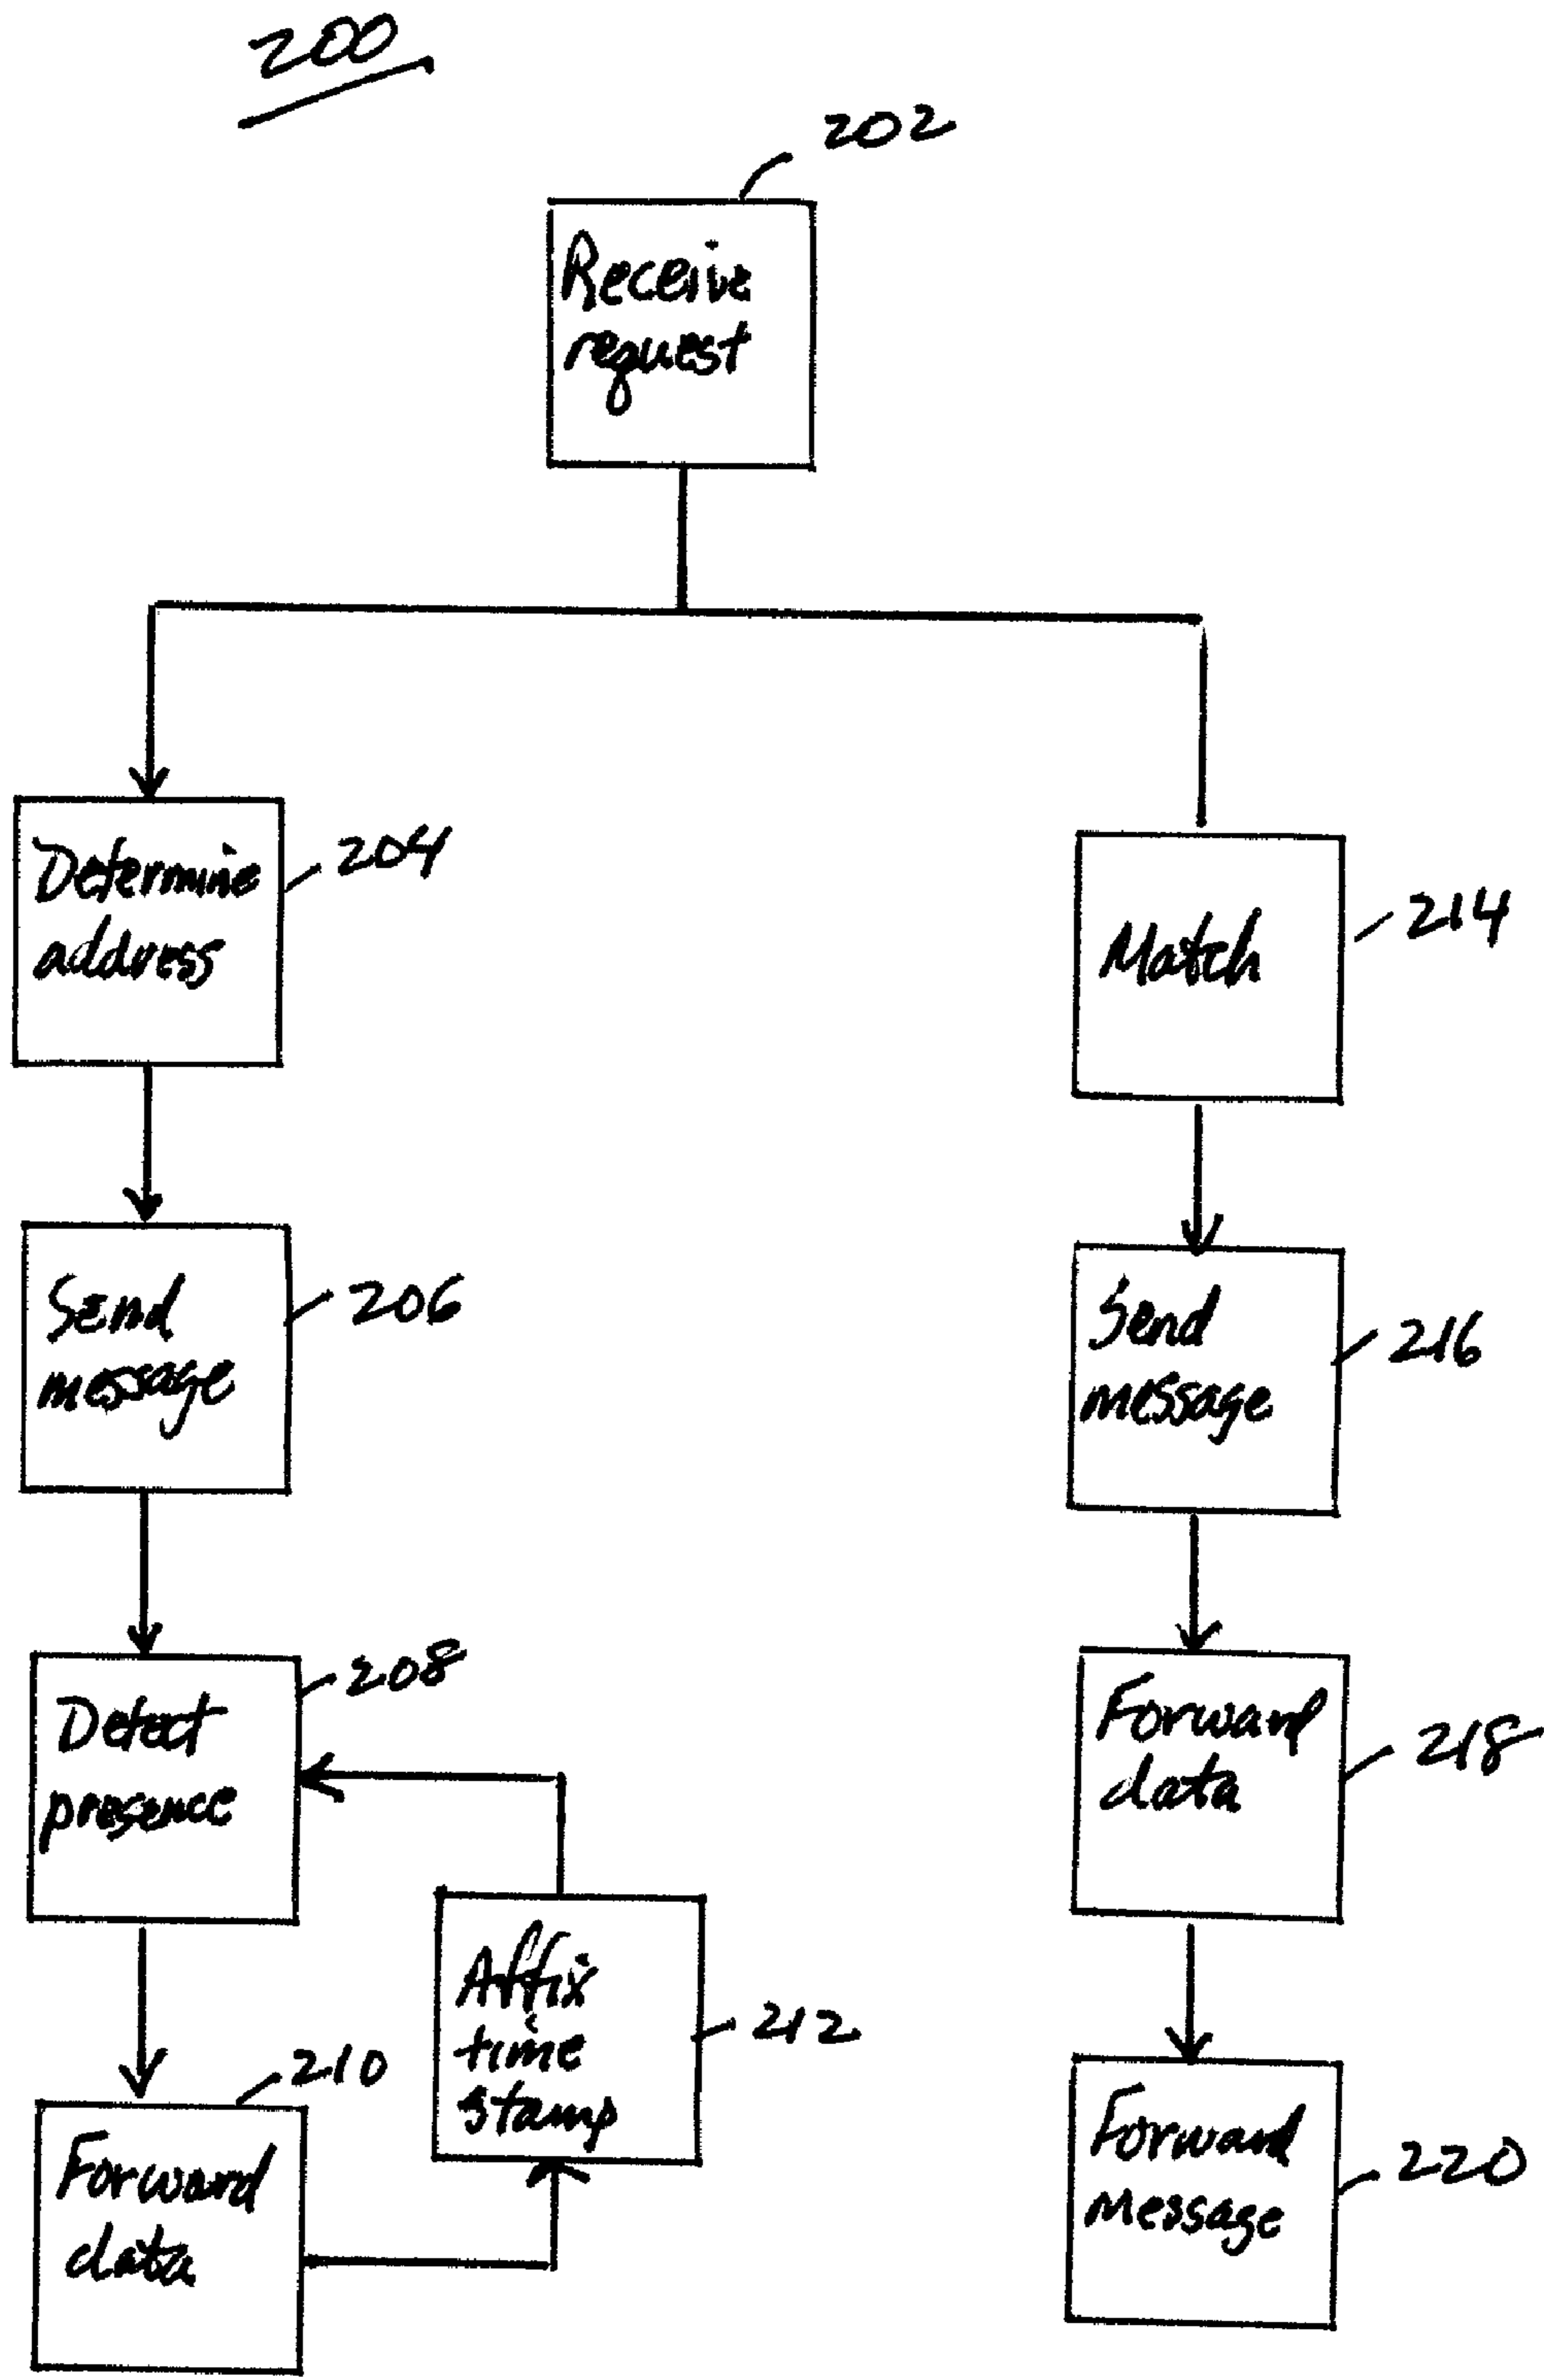 200
202
Receive
request
Determine
address
204
Match
214
Send
message
206
Send
message
216
Detect
presence
208
Forward
data
218
Affix
time
stamp
212
Forward
data
210
Forward
message
220